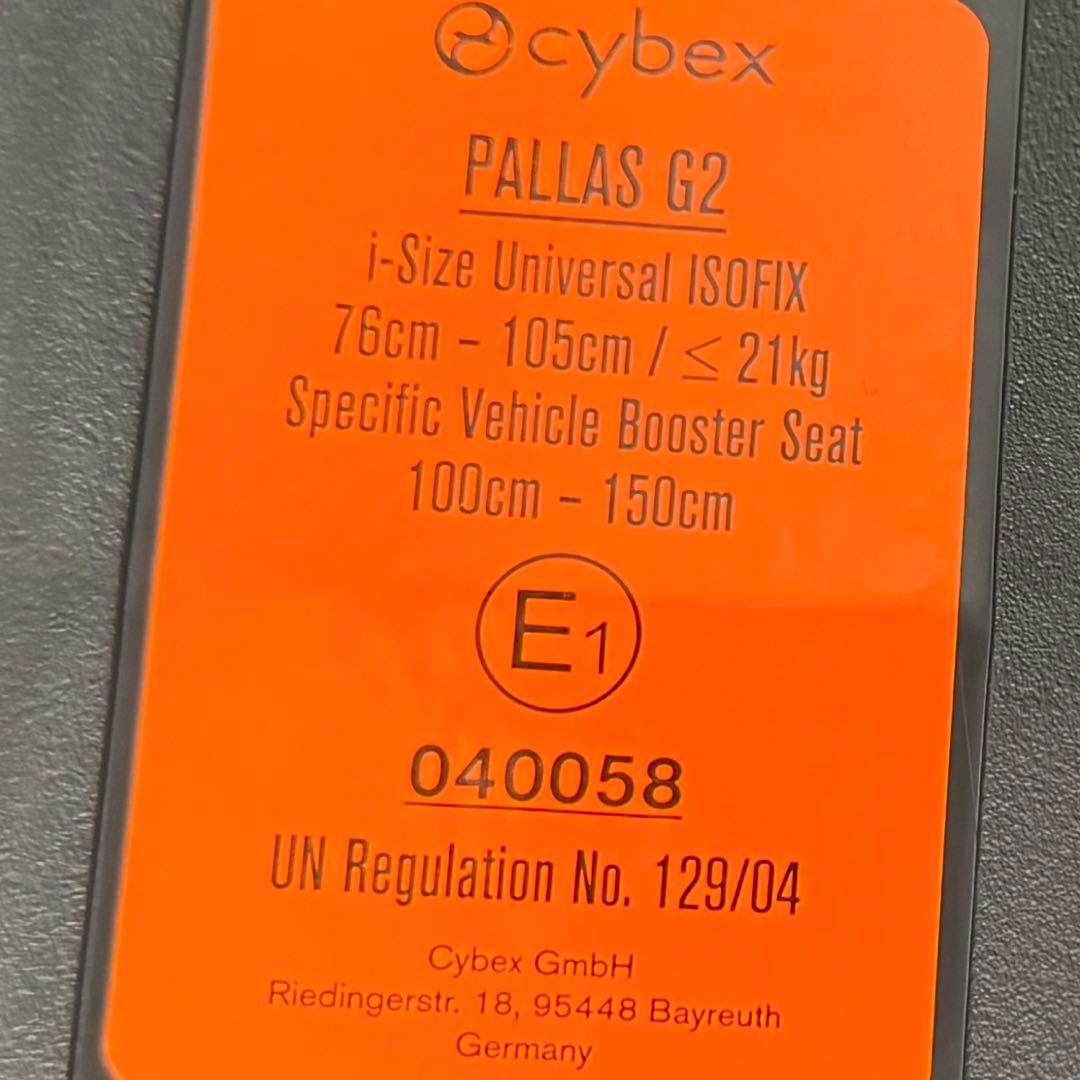 cybex
PALLAS G2
i-Size Universal ISOFIX
76cm – 105cm / ≤ 21kg
Specific Vehicle Booster Seat
100cm – 150cm
E1
040058
UN Regulation No. 129/04
Cybex GmbH
Riedingerstr. 18, 95448 Bayreuth
Germany